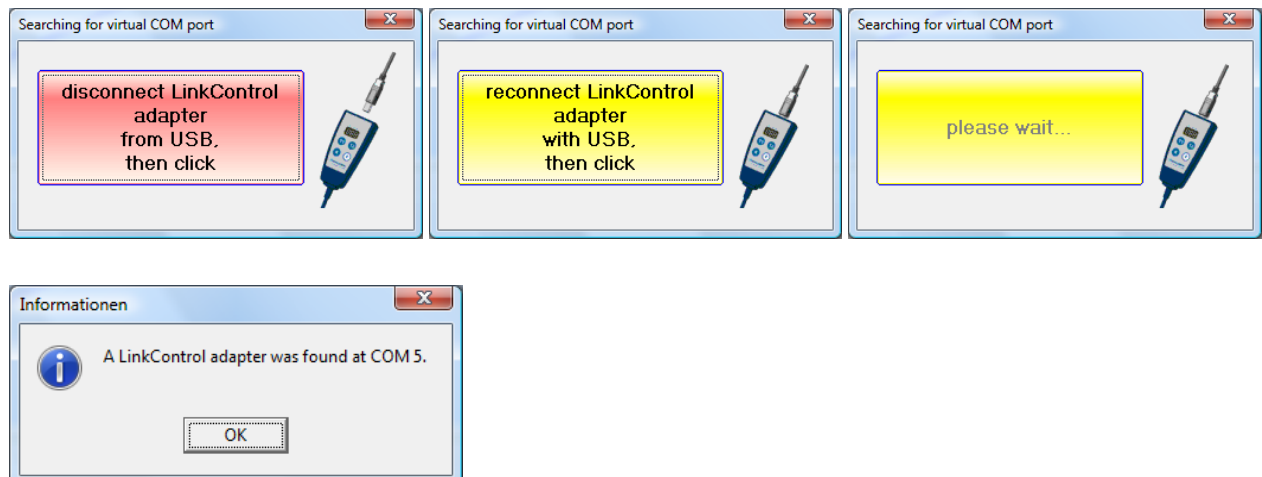 Searching for virtual COM port
disconnect LinkControl
adapter
from USB,
then click
Searching for virtual COM port
reconnect LinkControl
adapter
with USB,
then click
Searching for virtual COM port
please wait...
Informationen
A LinkControl adapter was found at COM 5.
OK